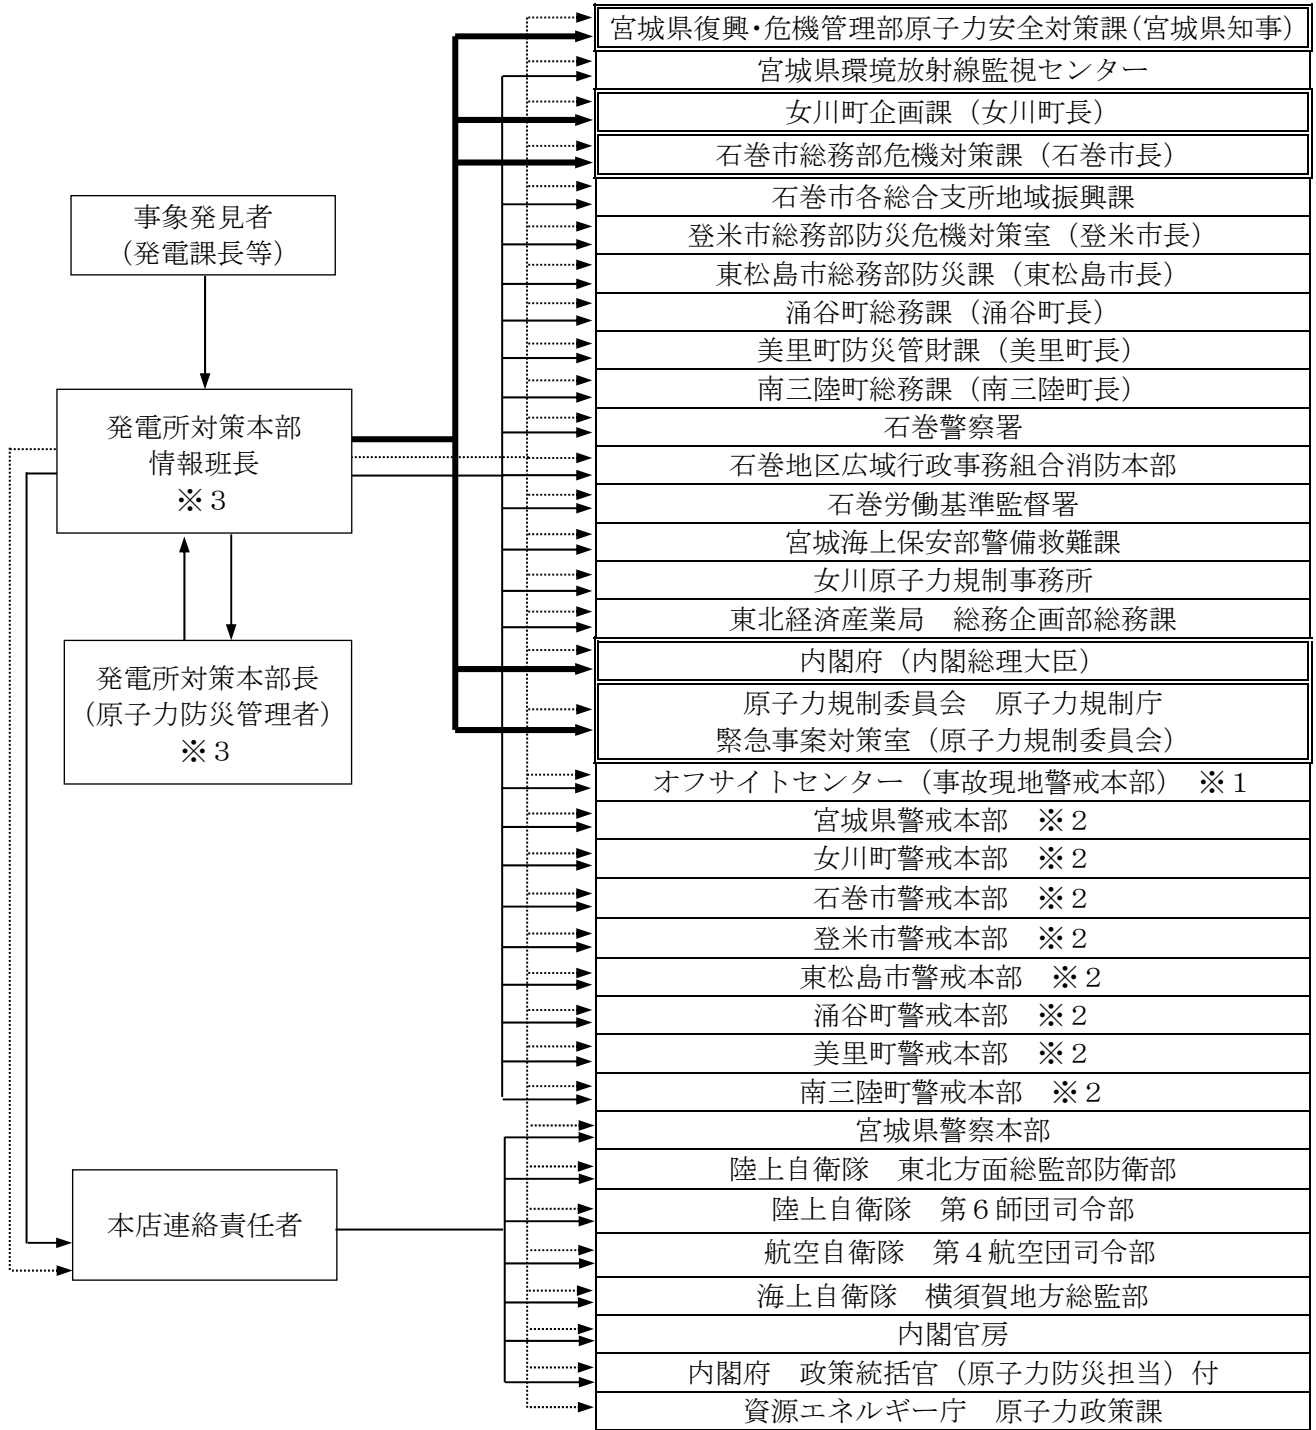 宮城県復興・危機管理部原子力安全対策課（宮城県知事）
宮城県環境放射線監視センター
女川町企画課（女川町長）
石巻市総務部危機対策課（石巻市長）
石巻市各総合支所地域振興課
登米市総務部防災危機対策室（登米市長）
東松島市総務部防災課（東松島市長）
涌谷町総務課（涌谷町長）
美里町防災管財課（美里町長）
南三陸町総務課（南三陸町長）
石巻警察署
石巻地区広域行政事務組合消防本部
石巻労働基準監督署
宮城海上保安部警備救難課
女川原子力規制事務所
東北経済産業局　総務企画部総務課
内閣府（内閣総理大臣）
原子力規制委員会　原子力規制庁
緊急事案対策室（原子力規制委員会）
オフサイトセンター（事故現地警戒本部）　※１
宮城県警戒本部　※２
女川町警戒本部　※２
石巻市警戒本部　※２
登米市警戒本部　※２
東松島市警戒本部　※２
涌谷町警戒本部　※２
美里町警戒本部　※２
南三陸町警戒本部　※２
宮城県警察本部
陸上自衛隊　東北方面総監部防衛部
陸上自衛隊　第６師団司令部
航空自衛隊　第４航空団司令部
海上自衛隊　横須賀地方総監部
内閣官房
内閣府　政策統括官（原子力防災担当）付
資源エネルギー庁　原子力政策課
事象発見者
（発電課長等）
発電所対策本部
情報班長
※３
発電所対策本部長
（原子力防災管理者）
※３
本店連絡責任者